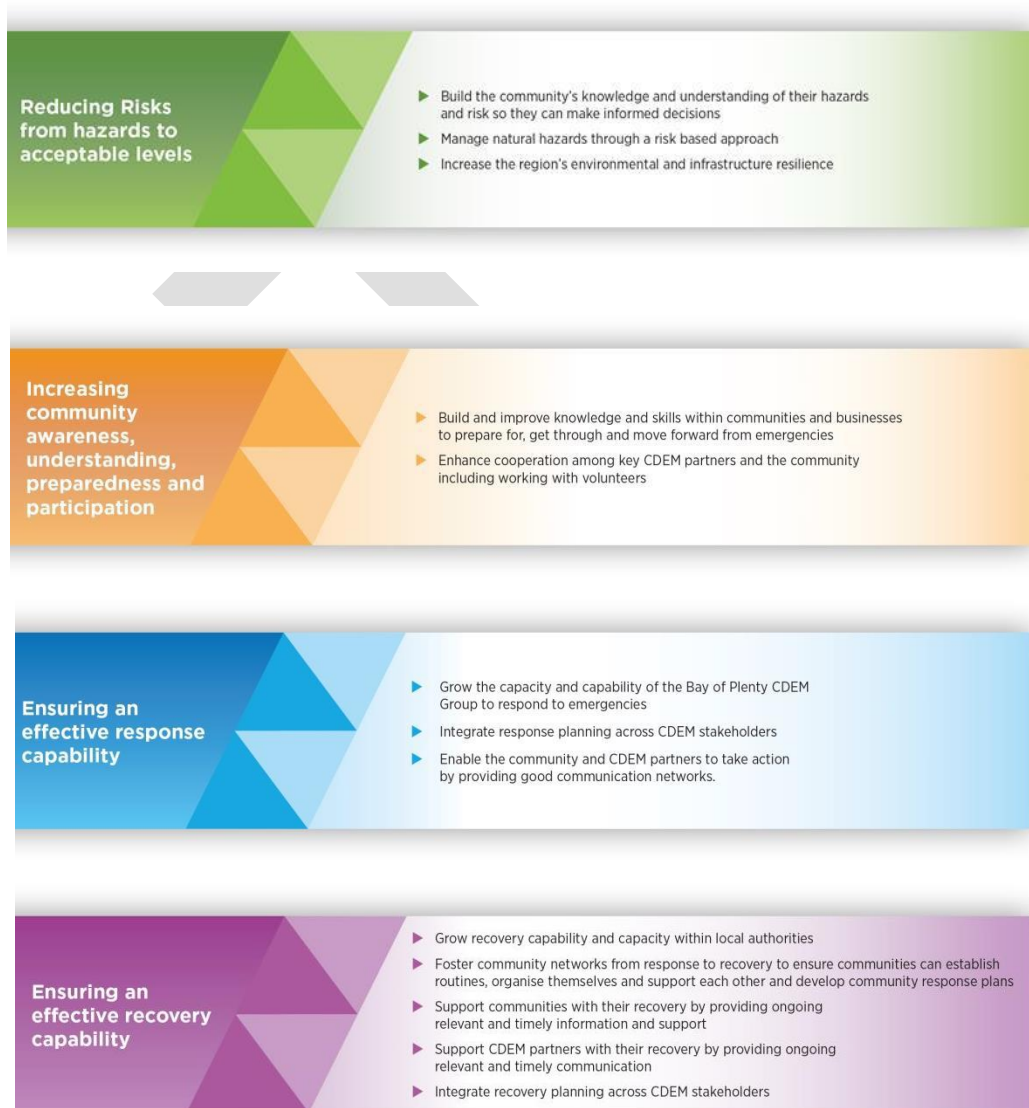 Reducing Risks
from hazards to
acceptable levels
▶ Build the community's knowledge and understanding of their hazards
and risk so they can make informed decisions
▶ Manage natural hazards through a risk based approach
▶ Increase the region's environmental and infrastructure resilience
Increasing
community
awareness,
understanding,
preparedness and
participation
▶ Build and improve knowledge and skills within communities and businesses
to prepare for, get through and move forward from emergencies
▶ Enhance cooperation among key CDEM partners and the community
including working with volunteers
Ensuring an
effective response
capability
▶ Grow the capacity and capability of the Bay of Plenty CDEM
Group to respond to emergencies
▶ Integrate response planning across CDEM stakeholders
▶ Enable the community and CDEM partners to take action
by providing good communication networks.
Ensuring an
effective recovery
capability
▶ Grow recovery capability and capacity within local authorities
▶ Foster community networks from response to recovery to ensure communities can establish
routines, organise themselves and support each other and develop community response plans
▶ Support communities with their recovery by providing ongoing
relevant and timely information and support
▶ Support CDEM partners with their recovery by providing ongoing
relevant and timely communication
▶ Integrate recovery planning across CDEM stakeholders